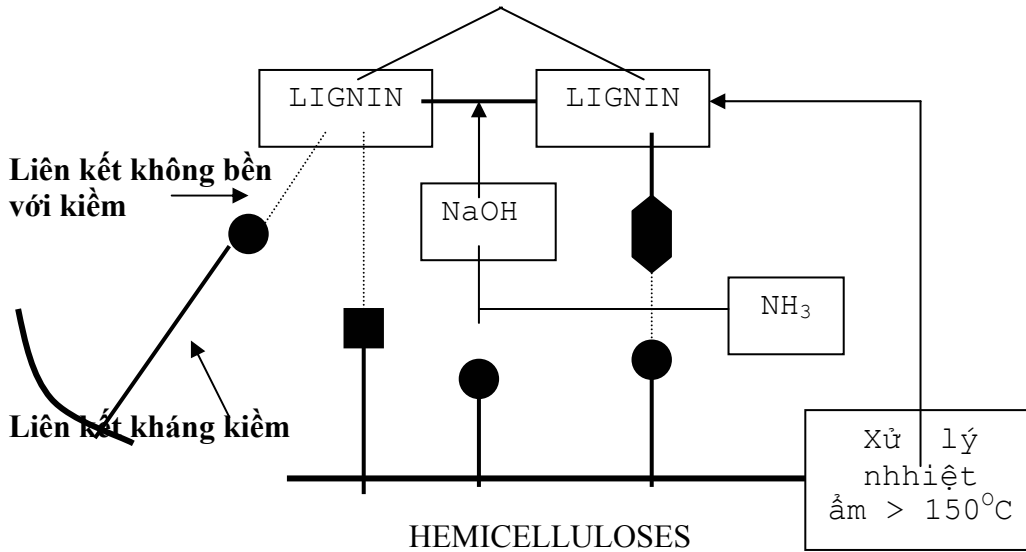 LIGNIN
LIGNIN
Liên kết không bền
với kiềm
NaOH
NH₃
Liên kết kháng kiềm
Xử lý
nhhiệt
ẩm > 150⁰C
HEMICELLULOSES